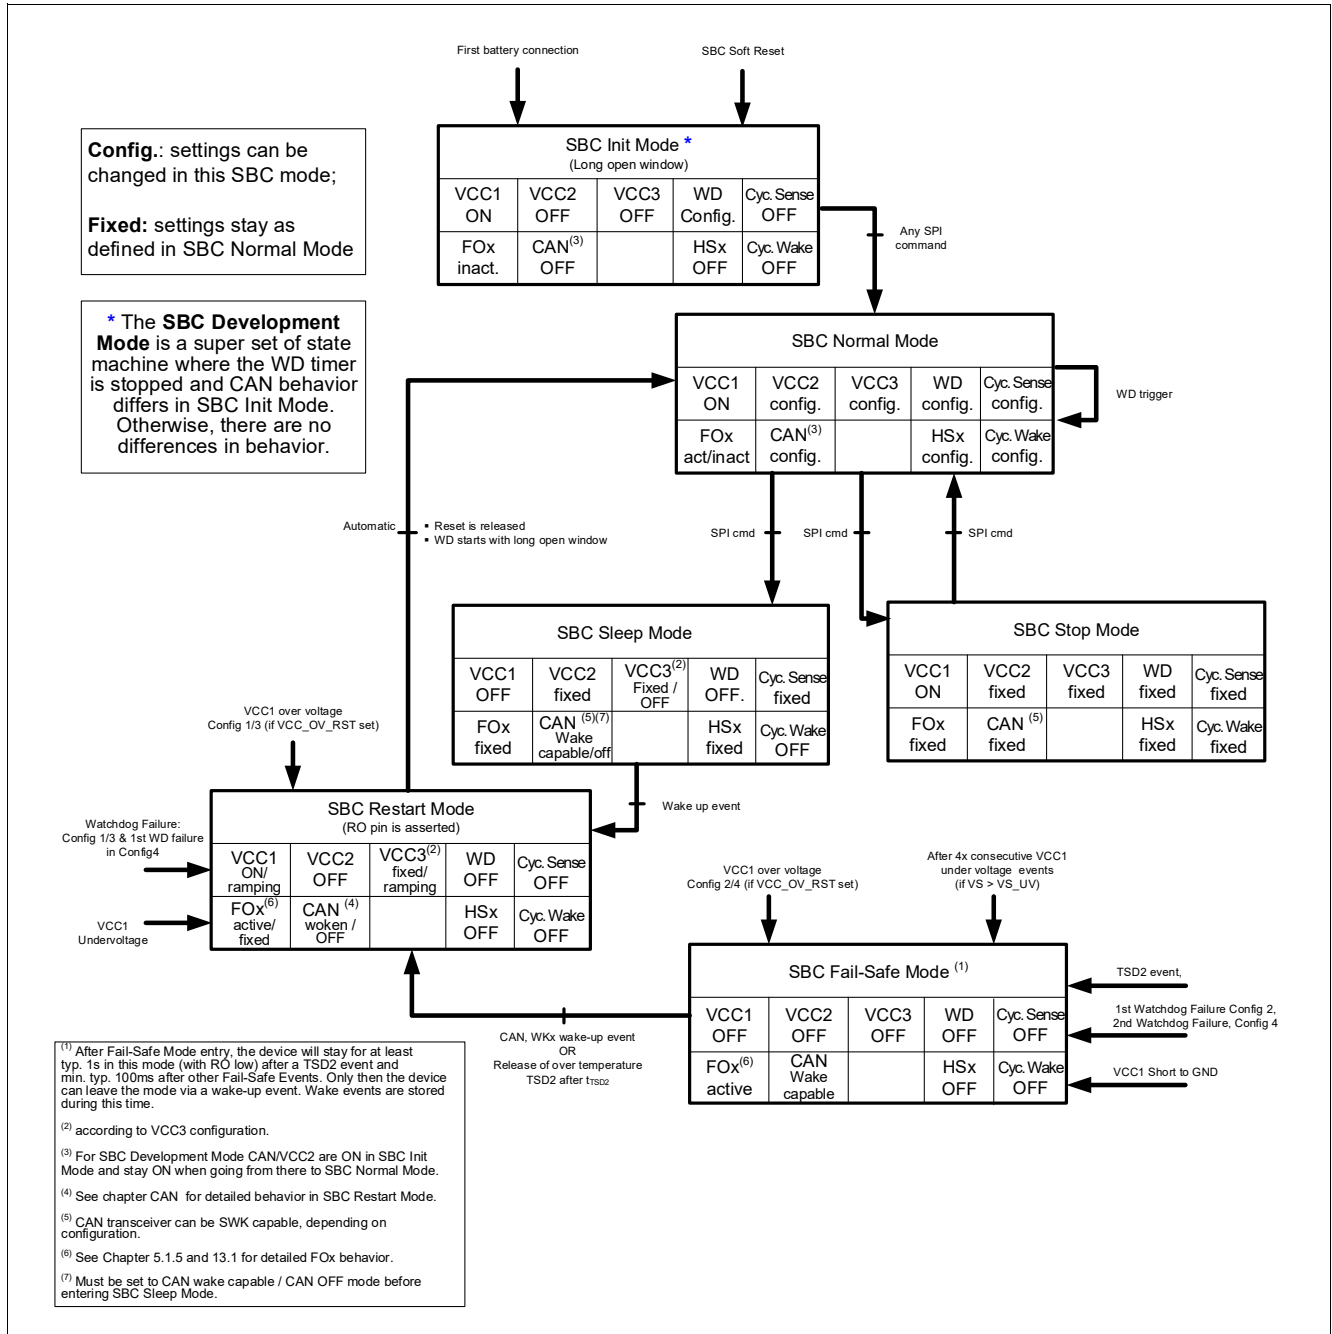 First battery connection
SBC Soft Reset
Config.: settings can be
changed in this SBC mode;
Fixed: settings stay as
defined in SBC Normal Mode
* The SBC Development
Mode is a super set of state
machine where the WD timer
is stopped and CAN behavior
differs in SBC Init Mode.
Otherwise, there are no
differences in behavior.
SBC Init Mode *
(Long open window)
VCC1 VCC2 VCC3 WD Cyc. Sense
ON OFF OFF Config. OFF
FOx CAN(3) HSx Cyc. Wake
inact. OFF OFF OFF
Any SPI
command
SBC Normal Mode
VCC1 VCC2 VCC3 WD Cyc. Sense
ON config. config. config. config.
FOx CAN(3) HSx Cyc. Wake
act/inact config. config. config.
WD trigger
Automatic
▪ Reset is released
▪ WD starts with long open window
SPI cmd
SPI cmd
SPI cmd
SBC Sleep Mode
VCC1 VCC2 VCC3(2) WD Cyc. Sense
OFF fixed Fixed / OFF OFF. fixed
FOx CAN (5)(7) HSx Cyc. Wake
fixed Wake capable/off fixed OFF
SBC Stop Mode
VCC1 VCC2 VCC3 WD Cyc. Sense
ON fixed fixed fixed fixed
FOx CAN (5) HSx Cyc. Wake
fixed fixed fixed fixed
VCC1 over voltage
Config 1/3 (if VCC_OV_RST set)
Wake up event
Watchdog Failure:
Config 1/3 & 1st WD failure
in Config4
VCC1
Undervoltage
SBC Restart Mode
(RO pin is asserted)
VCC1 VCC2 VCC3(2) WD Cyc. Sense
ON/ ramping OFF fixed/ ramping OFF OFF
FOx(6) CAN (4) HSx Cyc. Wake
active/ fixed woken / OFF OFF OFF
VCC1 over voltage
Config 2/4 (if VCC_OV_RST set)
After 4x consecutive VCC1
under voltage events
(if VS > VS_UV)
SBC Fail-Safe Mode (1)
VCC1 VCC2 VCC3 WD Cyc. Sense
OFF OFF OFF OFF OFF
FOx(6) CAN HSx Cyc. Wake
active Wake capable OFF OFF
TSD2 event,
1st Watchdog Failure Config 2,
2nd Watchdog Failure, Config 4
VCC1 Short to GND
CAN, WKx wake-up event
OR
Release of over temperature
TSD2 after tTSD2
(1) After Fail-Safe Mode entry, the device will stay for at least
typ. 1s in this mode (with RO low) after a TSD2 event and
min. typ. 100ms after other Fail-Safe Events. Only then the device
can leave the mode via a wake-up event. Wake events are stored
during this time.
(2) according to VCC3 configuration.
(3) For SBC Development Mode CAN/VCC2 are ON in SBC Init
Mode and stay ON when going from there to SBC Normal Mode.
(4) See chapter CAN for detailed behavior in SBC Restart Mode.
(5) CAN transceiver can be SWK capable, depending on
configuration.
(6) See Chapter 5.1.5 and 13.1 for detailed FOx behavior.
(7) Must be set to CAN wake capable / CAN OFF mode before
entering SBC Sleep Mode.